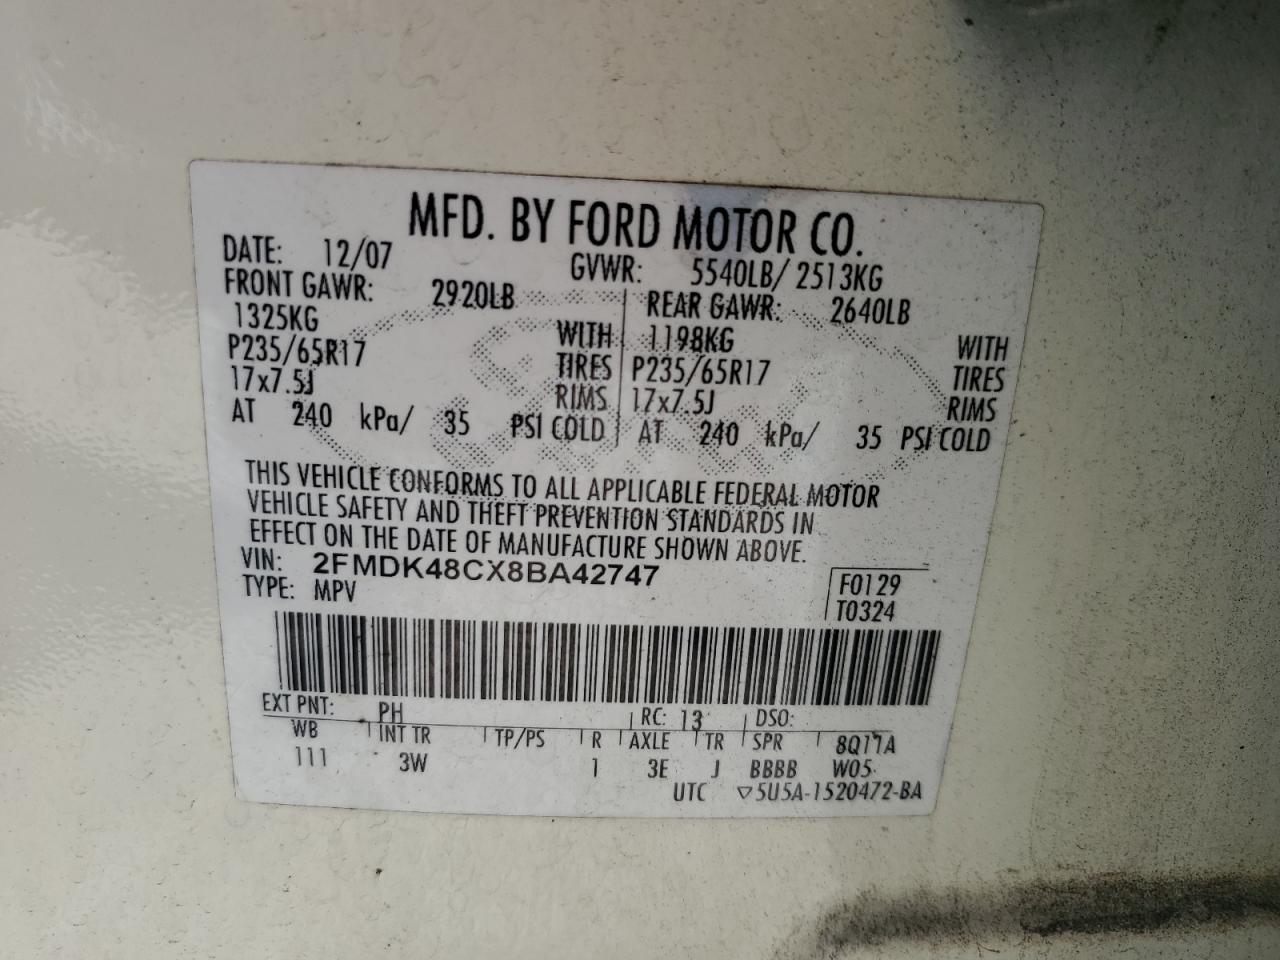 MFD. BY FORD MOTOR CO.
DATE: 12/07 GVWR: 5540LB/ 2513KG
FRONT GAWR: 2920LB REAR GAWR: 2640LB
1325KG WITH 1198KG WITH
P235/65R17 TIRES P235/65R17 TIRES
17x7.5J RIMS 17x7.5J RIMS
AT 240 kPa/ 35 PSI COLD AT 240 kPa/ 35 PSI COLD
THIS VEHICLE CONFORMS TO ALL APPLICABLE FEDERAL MOTOR
VEHICLE SAFETY AND THEFT PREVENTION STANDARDS IN
EFFECT ON THE DATE OF MANUFACTURE SHOWN ABOVE.
VIN: 2FMDK48CX8BA42747 F0129
TYPE: MPV T0324
EXT PNT: PH RC: 13 DSO:
WB INT TR TP/PS R AXLE TR SPR 8Q11A
111 3W 1 3E J BBBB W05
UTC ▽5U5A-1520472-BA